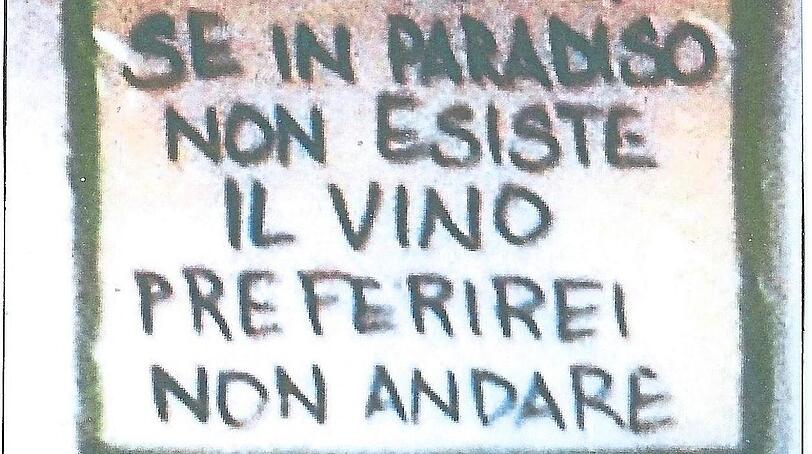 SE IN PARADISO
NON ESISTE
IL VINO
PREFERIREI
NON ANDARE